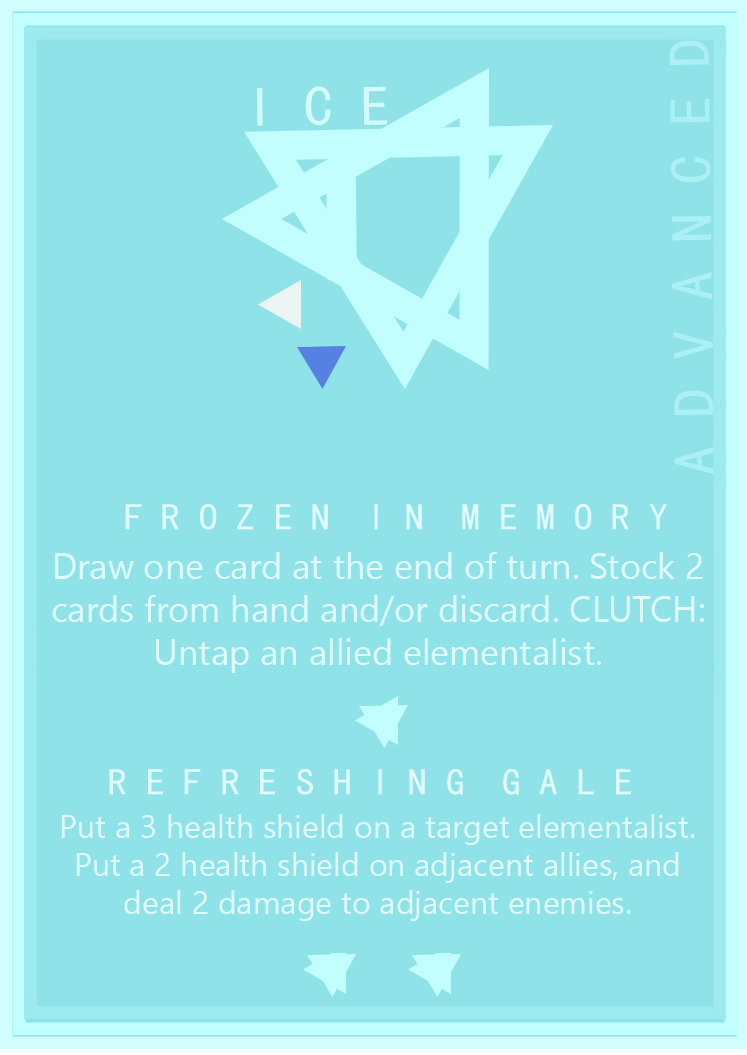 ICE
ADVANCED
FROZEN IN MEMORY
Draw one card at the end of turn. Stock 2
cards from hand and/or discard. CLUTCH:
Untap an allied elementalist.
REFRESHING GALE
Put a 3 health shield on a target elementalist.
Put a 2 health shield on adjacent allies, and
deal 2 damage to adjacent enemies.